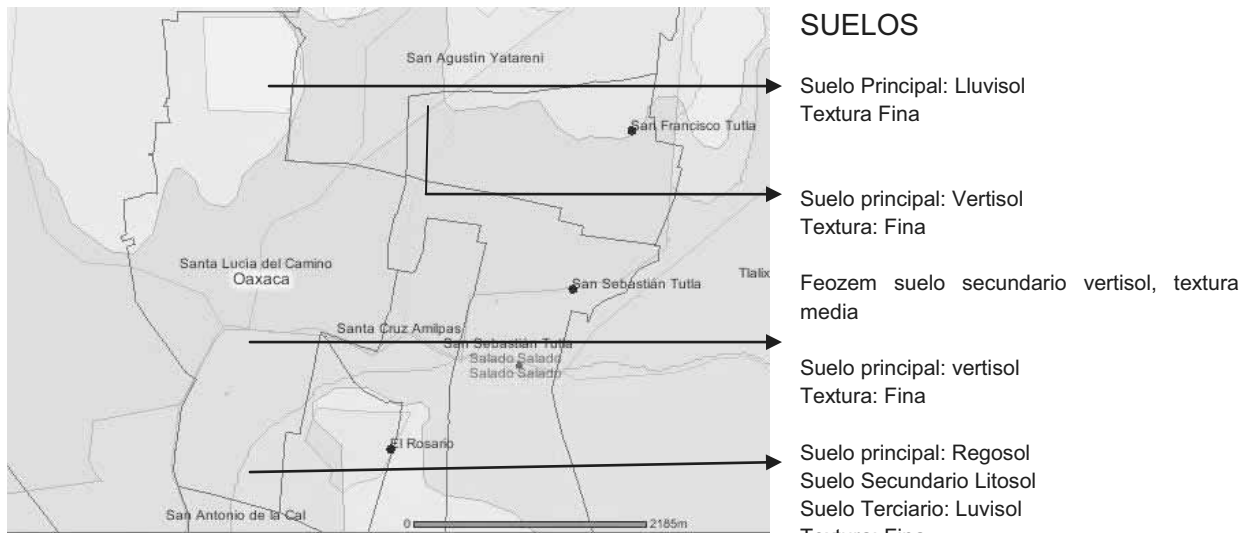 SUELOS
San Agustín Yatareni
Suelo Principal: Lluvisol
Textura Fina
San Francisco Tutla
Suelo principal: Vertisol
Textura: Fina
Santa Lucia del Camino
Oaxaca
San Sebastián Tutla
Tlalix
Feozem suelo secundario vertisol, textura
media
Santa Cruz Amilpas
San Sebastián Tutla
Salado Salado
Salado Salado
Suelo principal: vertisol
Textura: Fina
El Rosario
Suelo principal: Regosol
Suelo Secundario Litosol
Suelo Terciario: Luvisol
San Antonio de la Cal
0
2185m
Textura: Fina